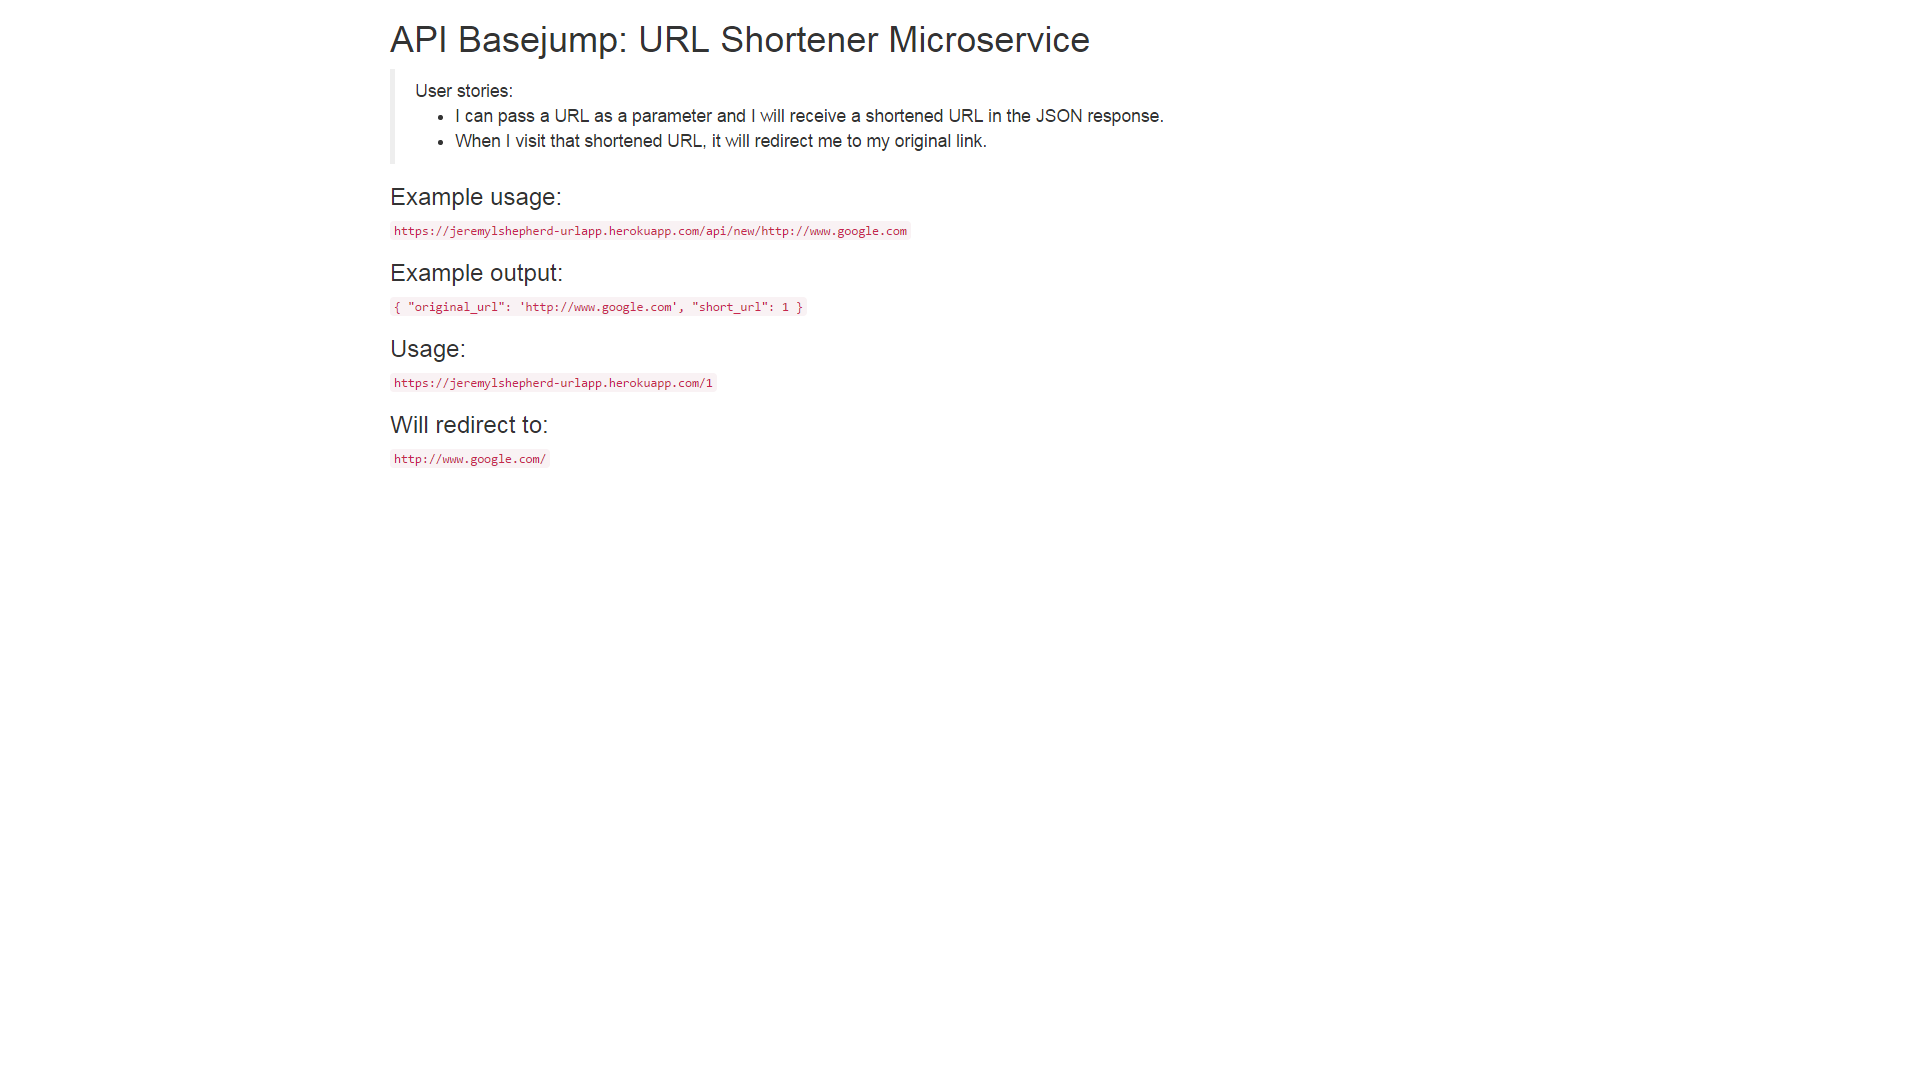 API Basejump: URL Shortener Microservice
User stories:
I can pass a URL as a parameter and I will receive a shortened URL in the JSON response.
When I visit that shortened URL, it will redirect me to my original link.
Example usage:
https://jeremylshepherd-urlapp.herokuapp.com/api/new/http://www.google.com
Example output:
{ "original_url": 'http://www.google.com', "short_url": 1 }
Usage:
https://jeremylshepherd-urlapp.herokuapp.com/1
Will redirect to:
http://www.google.com/